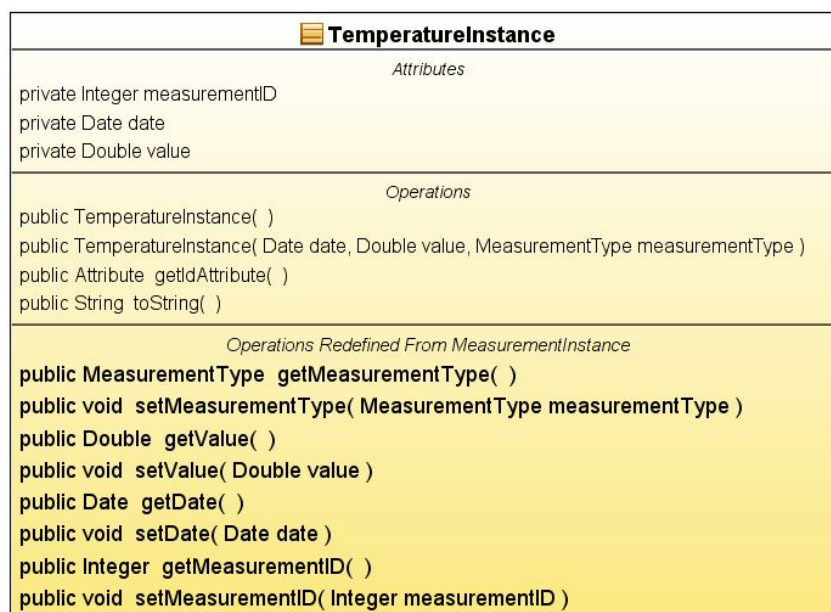 TemperatureInstance
Attributes
private Integer measurementID
private Date date
private Double value
Operations
public TemperatureInstance( )
public TemperatureInstance( Date date, Double value, MeasurementType measurementType )
public Attribute getIdAttribute( )
public String toString( )
Operations Redefined From MeasurementInstance
public MeasurementType getMeasurementType( )
public void setMeasurementType( MeasurementType measurementType )
public Double getValue( )
public void setValue( Double value )
public Date getDate( )
public void setDate( Date date )
public Integer getMeasurementID( )
public void setMeasurementID( Integer measurementID )